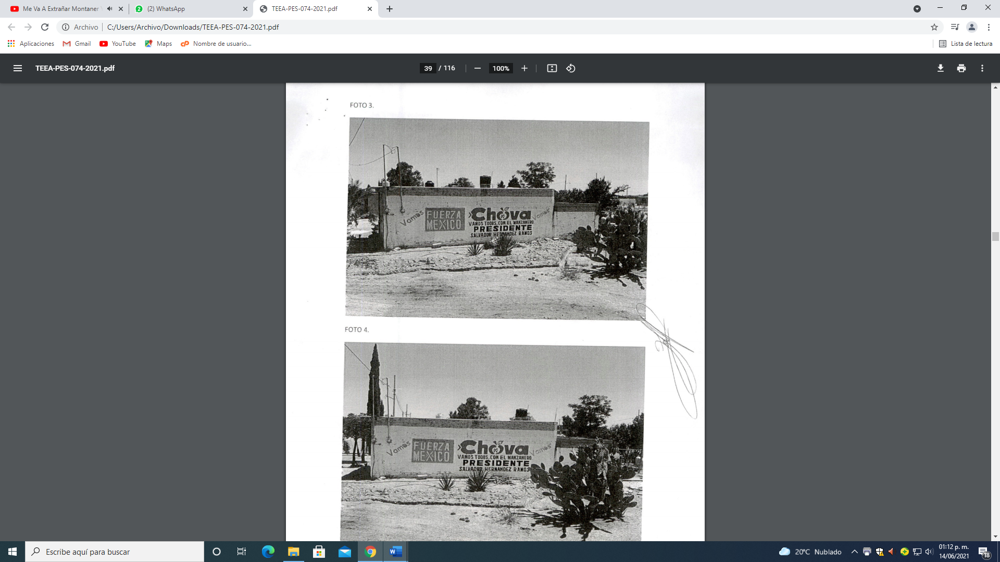 Me Va A Extrañar Montaner
(2) WhatsApp
TEEA-PES-074-2021.pdf
Archivo
C:/Users/Archivo/Downloads/TEEA-PES-074-2021.pdf
Aplicaciones
Gmail
YouTube
Maps
Nombre de usuario...
Lista de lectura
TEEA-PES-074-2021.pdf
39 / 116
100%
FOTO 3.
Vamos
FUERZA
MEXICO
Chova
Vamos
VAMOS TODOS, CON EL MANZANERO
PRESIDENTE
SALVADOR HERNANDEZ RAMOS
FOTO 4.
Vamos
FUERZA
MEXICO
Chova
Vamos
VAMOS TODOS, CON EL MANZANERO
PRESIDENTE
SALVADOR HERNANDEZ RAMOS
Escribe aquí para buscar
20°C Nublado
01:12 p. m.
14/06/2021
18